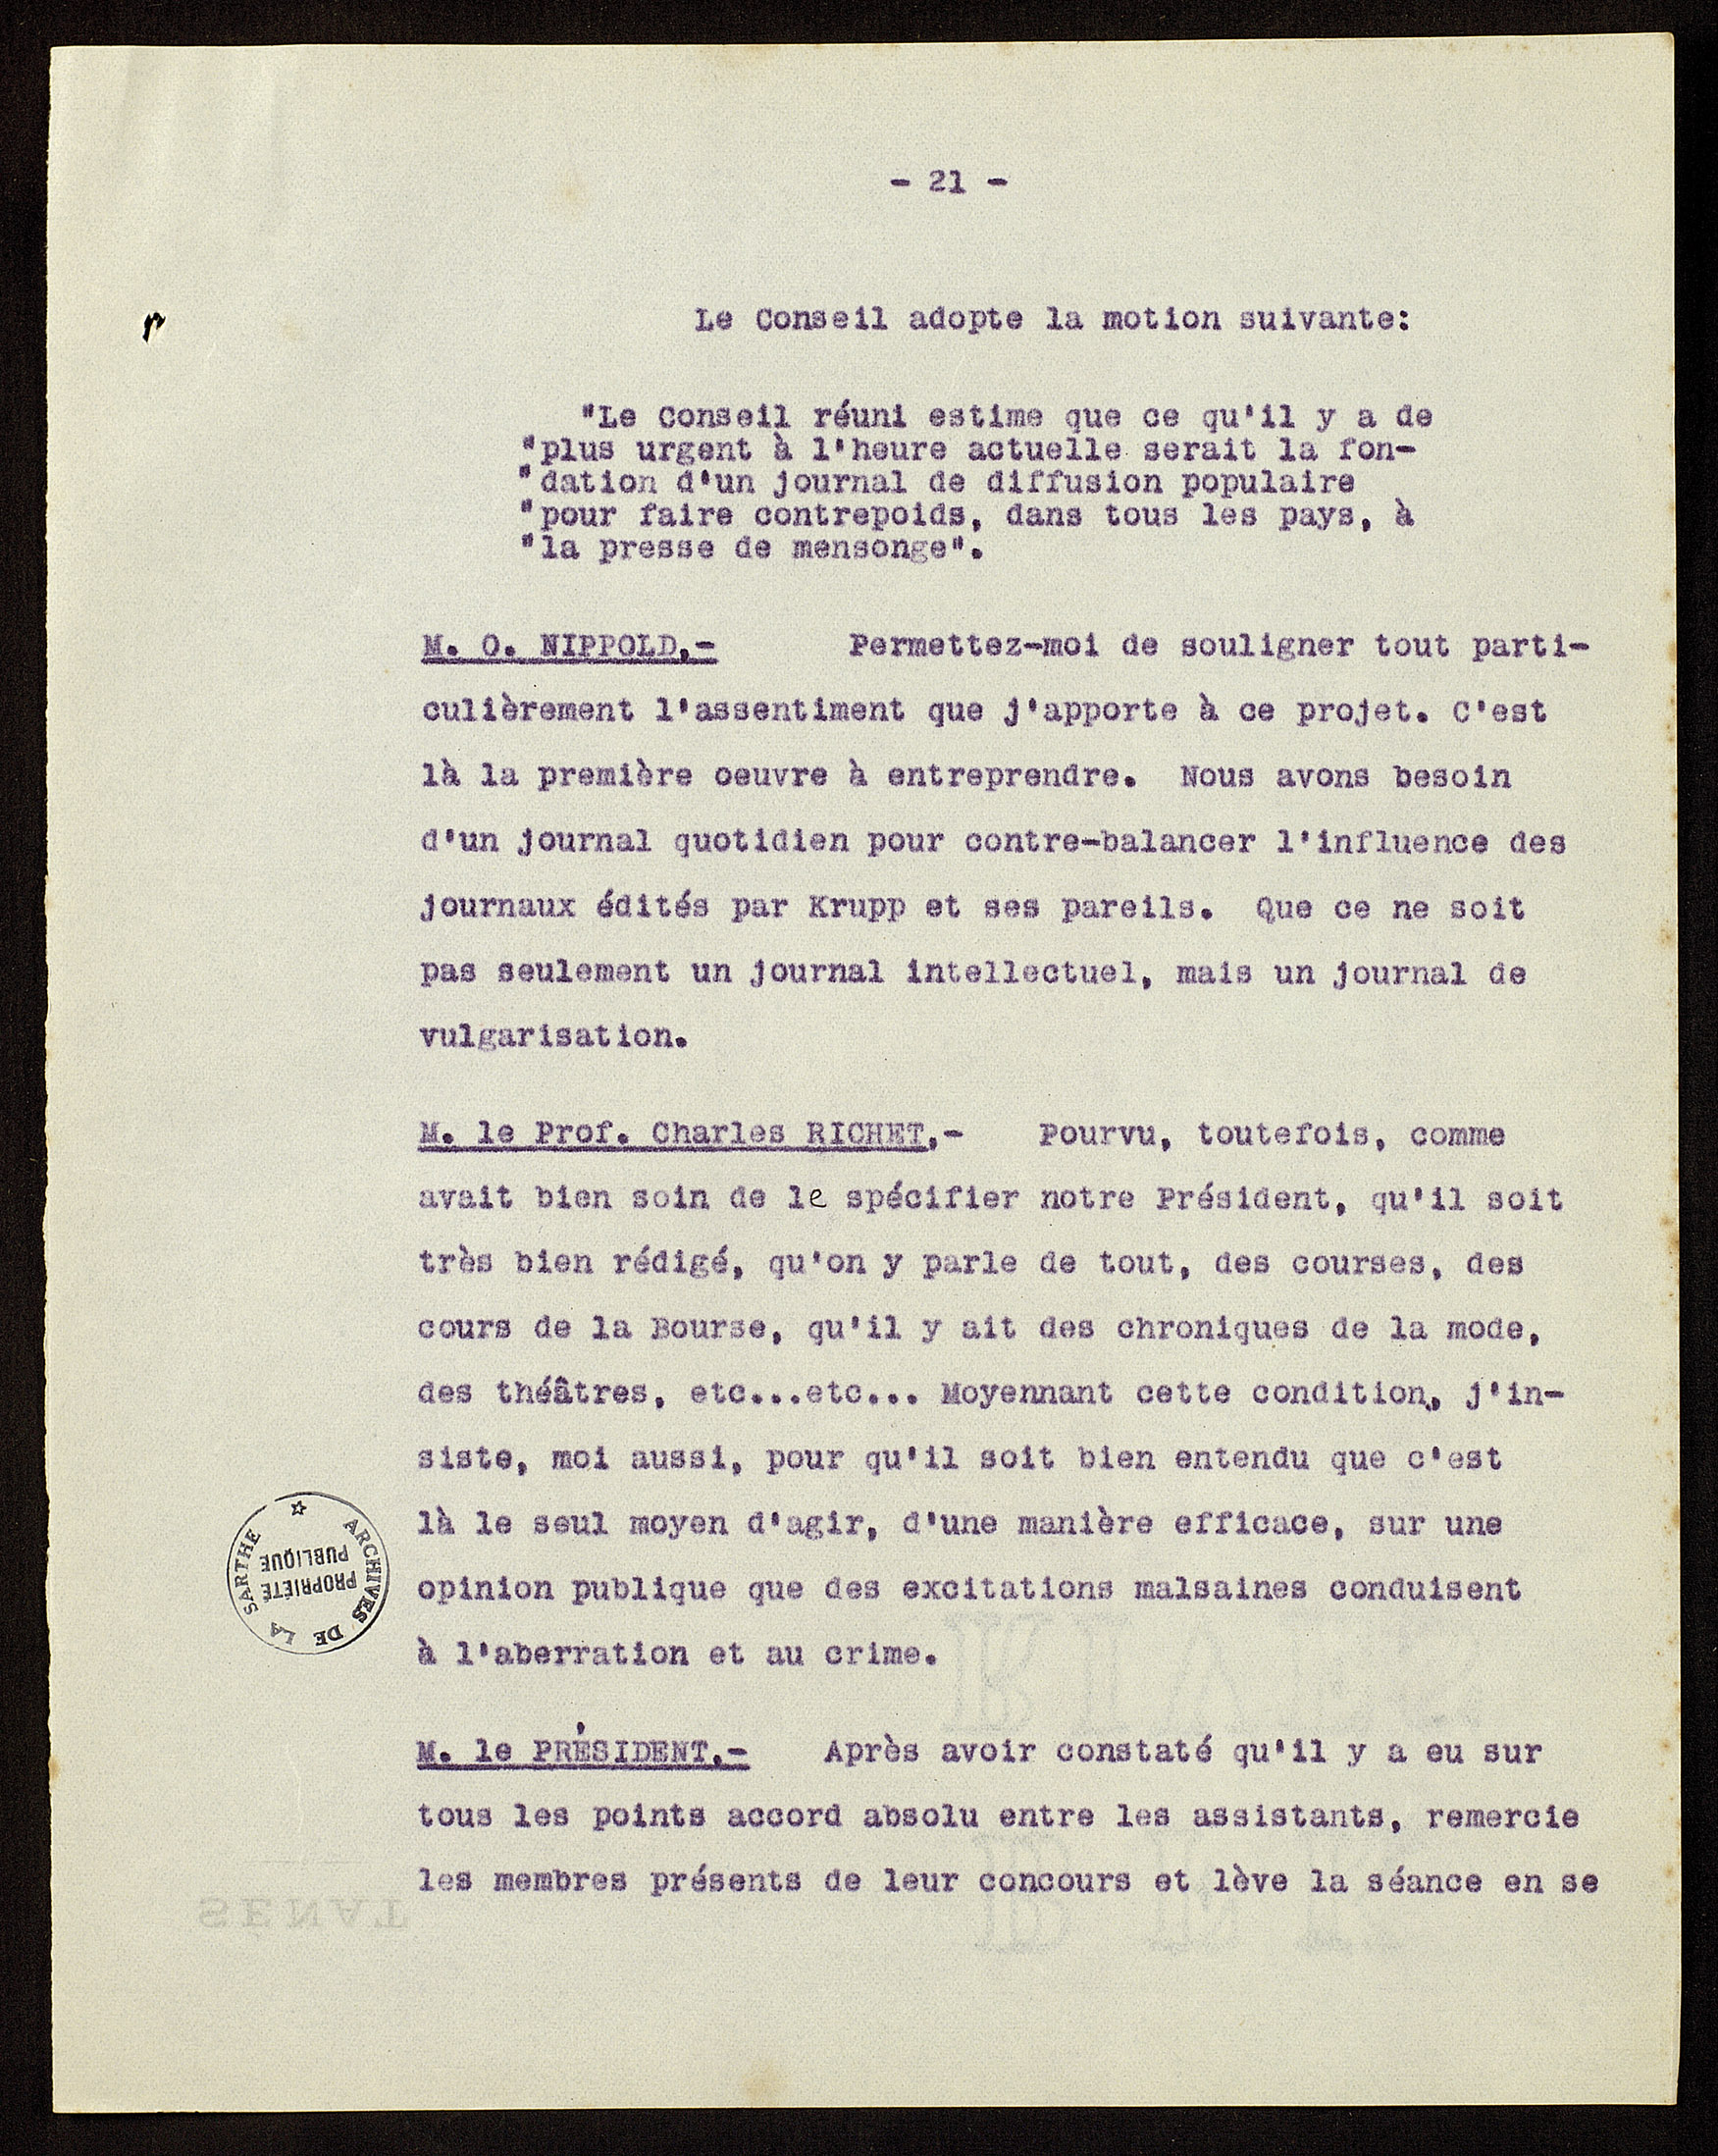 - 21 -
Le Conseil adopte la motion suivante:
"Le Conseil réuni estime que ce qu'il y a de
"plus urgent à l'heure actuelle serait la fon-
"dation d'un journal de diffusion populaire
"pour faire contrepoids, dans tous les pays, à
"la presse de mensonge".
M. O. NIPPOLD.- Permettez-moi de souligner tout parti-
culièrement l'assentiment que j'apporte à ce projet. C'est
là la première oeuvre à entreprendre. Nous avons besoin
d'un journal quotidien pour contre-balancer l'influence des
journaux édités par Krupp et ses pareils. Que ce ne soit
pas seulement un journal intellectuel, mais un journal de
vulgarisation.
M. le Prof. Charles RICHET.- Pourvu, toutefois, comme
avait bien soin de le spécifier notre Président, qu'il soit
très bien rédigé, qu'on y parle de tout, des courses, des
cours de la Bourse, qu'il y ait des chroniques de la mode,
des théâtres, etc...etc... Moyennant cette condition, j'in-
siste, moi aussi, pour qu'il soit bien entendu que c'est
là le seul moyen d'agir, d'une manière efficace, sur une
opinion publique que des excitations malsaines conduisent
à l'aberration et au crime.
ARCHIVES DE LA SARTHE
PROPRIÉTÉ
PUBLIQUE
M. le PRÉSIDENT.- Après avoir constaté qu'il y a eu sur
tous les points accord absolu entre les assistants, remercie
les membres présents de leur concours et lève la séance en se
SÉNAT